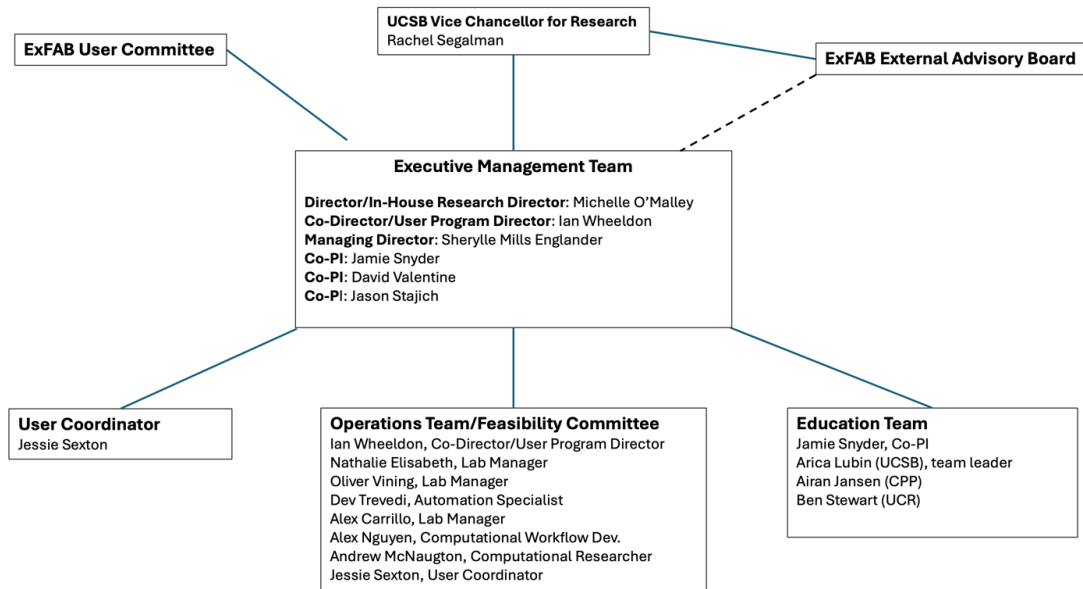 UCSB Vice Chancellor for Research
Rachel Segalman
ExFAB User Committee
ExFAB External Advisory Board
Executive Management Team
Director/In-House Research Director: Michelle O’Malley
Co-Director/User Program Director: Ian Wheeldon
Managing Director: Sherylle Mills Englander
Co-PI: Jamie Snyder
Co-PI: David Valentine
Co-PI: Jason Stajich
User Coordinator
Jessie Sexton
Operations Team/Feasibility Committee
Ian Wheeldon, Co-Director/User Program Director
Nathalie Elisabeth, Lab Manager
Oliver Vining, Lab Manager
Dev Trevedi, Automation Specialist
Alex Carrillo, Lab Manager
Alex Nguyen, Computational Workflow Dev.
Andrew McNaugton, Computational Researcher
Jessie Sexton, User Coordinator
Education Team
Jamie Snyder, Co-PI
Arica Lubin (UCSB), team leader
Airan Jansen (CPP)
Ben Stewart (UCR)